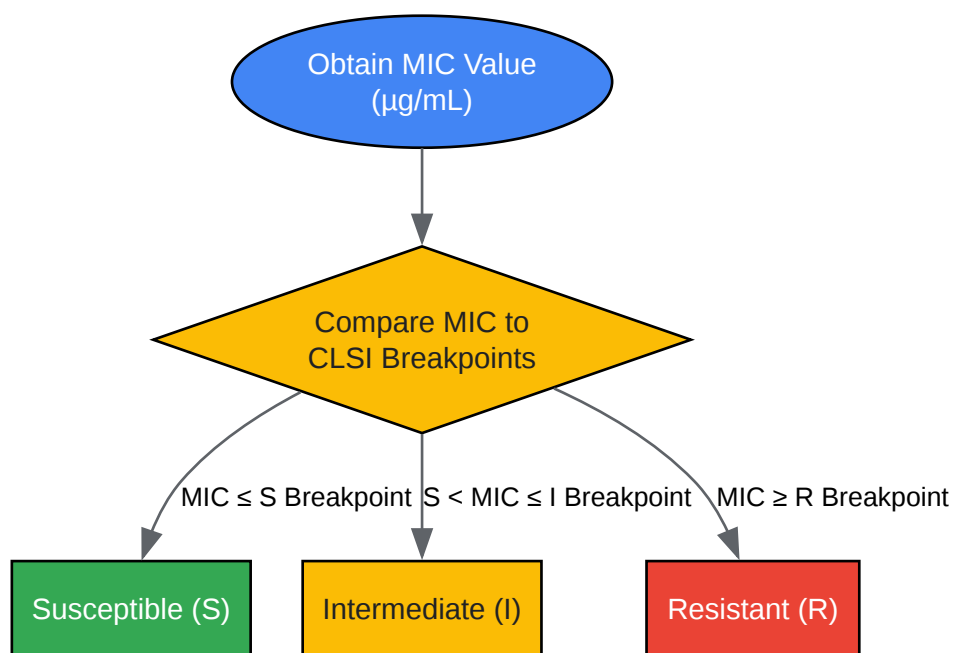 Obtain MIC Value
(µg/mL)
Compare MIC to
CLSI Breakpoints
MIC ≤ S Breakpoint
S < MIC ≤ I Breakpoint
MIC ≥ R Breakpoint
Susceptible (S)
Intermediate (I)
Resistant (R)